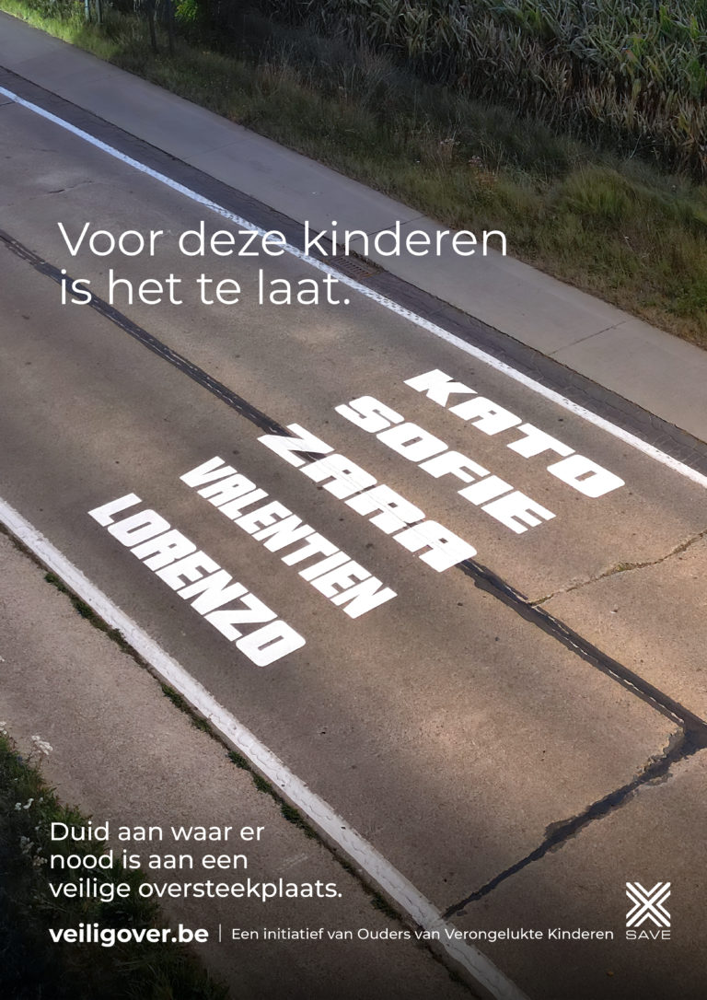 Voor deze kinderen
is het te laat.
KATO
SOFIE
ZARA
VALENTIEN
LORENZO
Duid aan waar er
nood is aan een
veilige oversteekplaats.
veiligover.be | Een initiatief van Ouders van Verongelukte Kinderen
SAVE